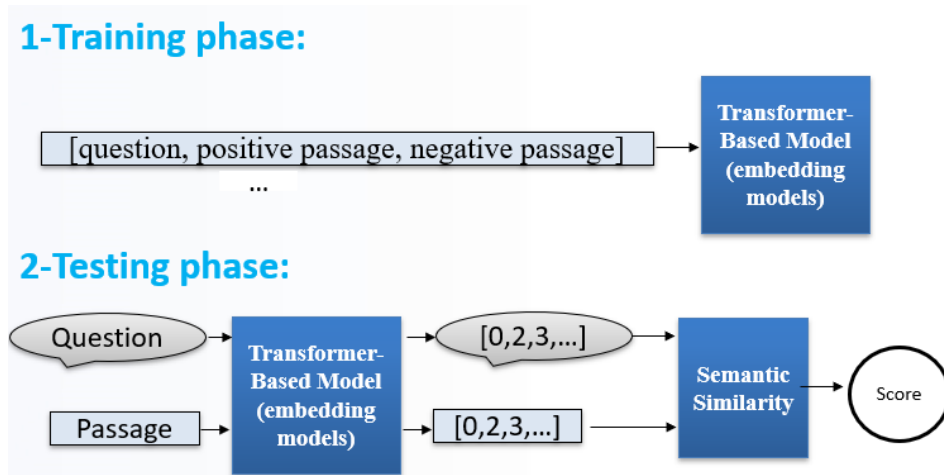 1-Training phase:
[question, positive passage, negative passage]
...
Transformer-
Based Model
(embedding
models)
2-Testing phase:
Question
Passage
Transformer-
Based Model
(embedding
models)
[0,2,3,...]
[0,2,3,...]
Semantic
Similarity
Score